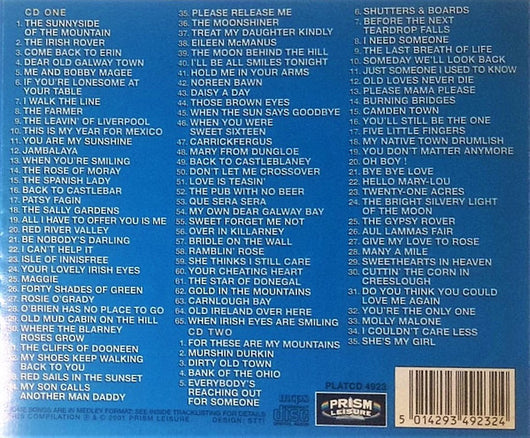 CD ONE
1. THE SUNNYSIDE
OF THE MOUNTAIN
2. THE IRISH ROVER
3. COME BACK TO ERIN
4. DEAR OLD GALWAY TOWN
5. ME AND BOBBY MAGEE
6. IF YOU'RE LONESOME AT
YOUR TABLE
7. I WALK THE LINE
8. THE FARMER
9. THE LEAVIN' OF LIVERPOOL
10. THIS IS MY YEAR FOR MEXICO
11. YOU ARE MY SUNSHINE
12. JAMBALAYA
13. WHEN YOU'RE SMILING
14. THE ROSE OF MORAY
15. THE SPANISH LADY
16. BACK TO CASTLEBAR
17. PATSY FAGIN
18. THE SALLY GARDENS
19. ALL I HAVE TO OFFER YOU IS ME
20. RED RIVER VALLEY
21. BE NOBODY'S DARLING
22. I CAN'T HELP IT
23. ISLE OF INNISFREE
24. YOUR LOVELY IRISH EYES
25. MAGGIE
26. FORTY SHADES OF GREEN
27. ROSIE O'GRADY
28. O'BRIEN HAS NO PLACE TO GO
29. OLD MUD CABIN ON THE HILL
30. WHERE THE BLARNEY
ROSES GROW
31. THE CLIFFS OF DOONEEN
32. MY SHOES KEEP WALKING
BACK TO YOU
33. RED SAILS IN THE SUNSET
34. MY SON CALLS
ANOTHER MAN DADDY
35. PLEASE RELEASE ME
36. THE MOONSHINER
37. TREAT MY DAUGHTER KINDLY
38. EILEEN McMANUS
39. THE MOON BEHIND THE HILL
40. I'LL BE ALL SMILES TONIGHT
41. HOLD ME IN YOUR ARMS
42. NOREEN BAWN
43. DAISY A DAY
44. THOSE BROWN EYES
45. WHEN THE SUN SAYS GOODBYE
46. WHEN YOU WERE
SWEET SIXTEEN
47. CARRICKFERGUS
48. MARY FROM DUNGLOE
49. BACK TO CASTLEBLANEY
50. DON'T LET ME CROSSOVER
51. LOVE IS TEASIN'
52. THE PUB WITH NO BEER
53. QUE SERA SERA
54. MY OWN DEAR GALWAY BAY
55. SWEET FORGET ME NOT
56. OVER IN KILLARNEY
57. BRIDLE ON THE WALL
58. RAMBLIN' ROSE
59. SHE THINKS I STILL CARE
60. YOUR CHEATING HEART
61. THE STAR OF DONEGAL
62. GOLD IN THE MOUNTAINS
63. CARNLOUGH BAY
64. OLD IRELAND OVER HERE
65. WHEN IRISH EYES ARE SMILING
CD TWO
1. FOR THESE ARE MY MOUNTAINS
2. MURSHIN DURKIN
3. DIRTY OLD TOWN
4. BANK OF THE OHIO
5. EVERYBODY'S
REACHING OUT
FOR SOMEONE
6. SHUTTERS & BOARDS
7. BEFORE THE NEXT
TEARDROP FALLS
8. I NEED SOMEONE
9. THE LAST BREATH OF LIFE
10. SOMEDAY WE'LL LOOK BACK
11. JUST SOMEONE I USED TO KNOW
12. OLD LOVES NEVER DIE
13. PLEASE MAMA PLEASE
14. BURNING BRIDGES
15. CAMDEN TOWN
16. YOU'LL STILL BE THE ONE
17. FIVE LITTLE FINGERS
18. MY NATIVE TOWN DRUMLISH
19. YOU DON'T MATTER ANYMORE
20. OH BOY !
21. BYE BYE LOVE
22. HELLO MARY-LOU
23. TWENTY-ONE ACRES
24. THE BRIGHT SILVERY LIGHT
OF THE MOON
25. THE GYPSY ROVER
26. AUL LAMMAS FAIR
27. GIVE MY LOVE TO ROSE
28. MANY A MILE
29. SWEETHEARTS IN HEAVEN
30. CUTTIN' THE CORN IN
CREESLOUGH
31. DO YOU THINK YOU COULD
LOVE ME AGAIN
32. YOU'RE THE ONLY ONE
33. MOLLY MALONE
34. I COULDN'T CARE LESS
35. SHE'S MY GIRL
SOME SONGS ARE IN MEDLEY FORMAT: SEE INSIDE TRACKLISTING FOR DETAILS
THIS COMPILATION ℗ & © 2001 PRISM LEISURE
DESIGN: STTI
mcps
COMPACT
disc
DIGITAL AUDIO
PLATCD 4923
PRISM
LEISURE
5 014293 492324